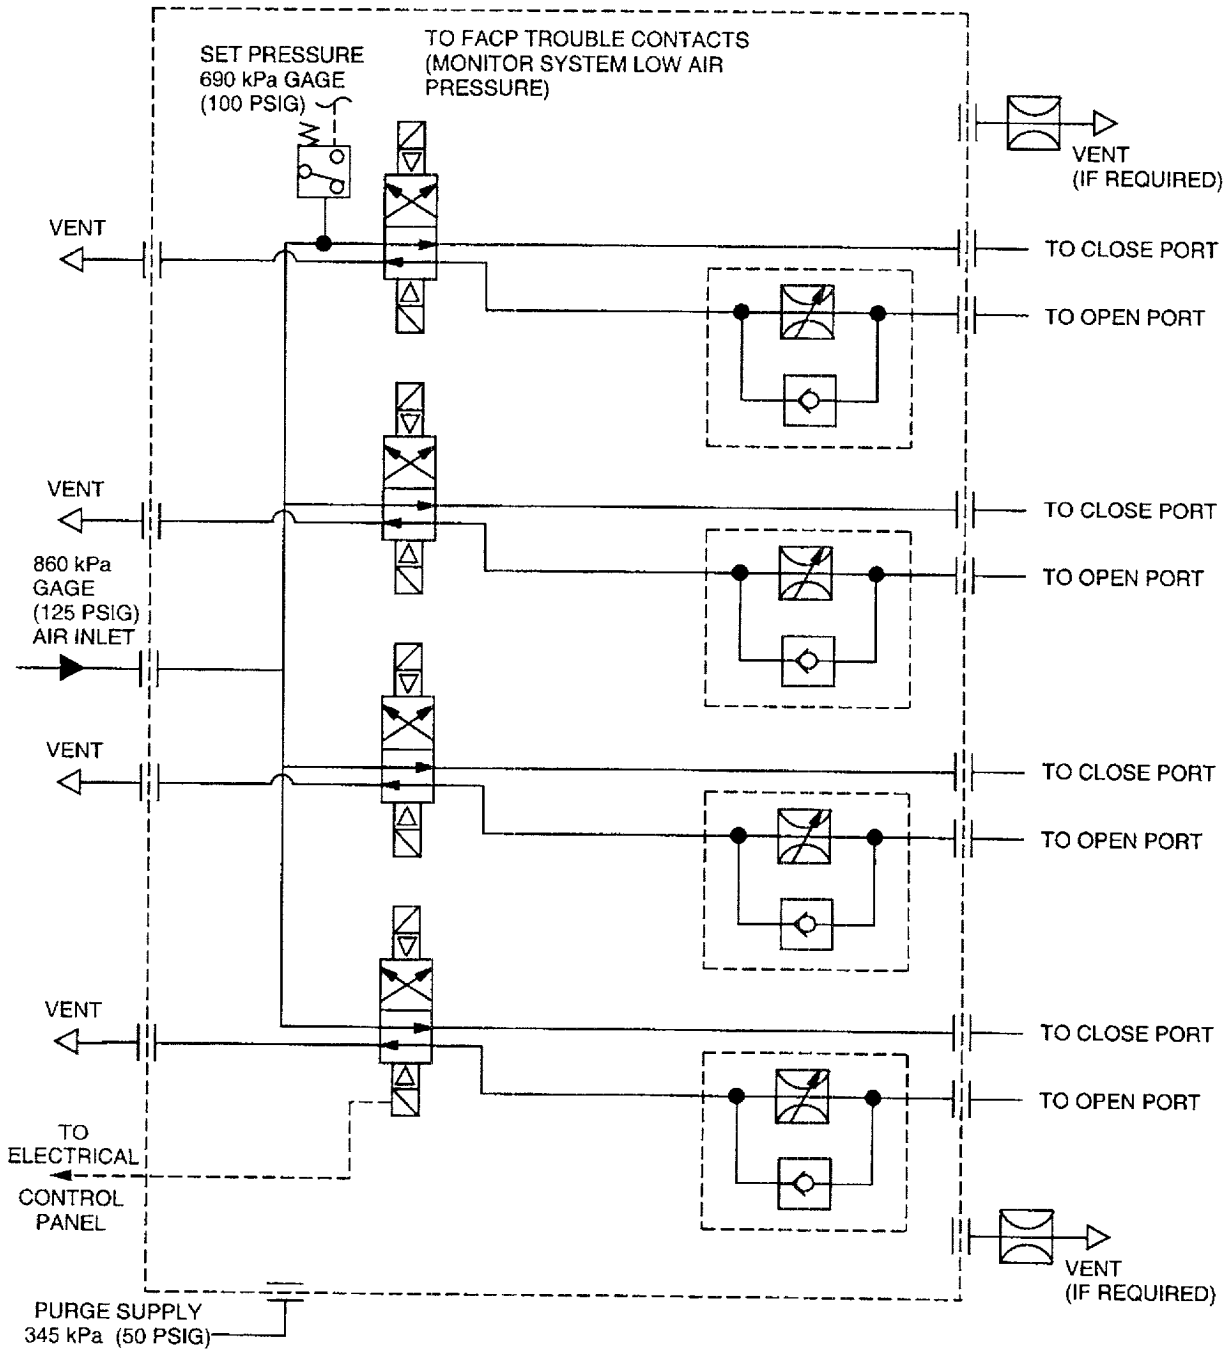 SET PRESSURE
690 kPa GAGE
(100 PSIG)
TO FACP TROUBLE CONTACTS
(MONITOR SYSTEM LOW AIR
PRESSURE)
VENT
(IF REQUIRED)
VENT
TO CLOSE PORT
TO OPEN PORT
VENT
TO CLOSE PORT
860 kPa
GAGE
(125 PSIG)
AIR INLET
TO OPEN PORT
VENT
TO CLOSE PORT
TO OPEN PORT
VENT
TO CLOSE PORT
TO OPEN PORT
TO
ELECTRICAL
CONTROL
PANEL
VENT
(IF REQUIRED)
PURGE SUPPLY
345 kPa (50 PSIG)